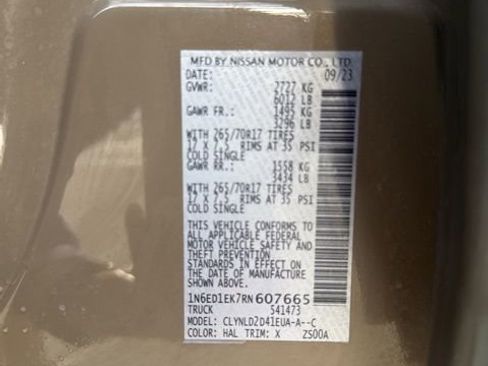 MFD BY NISSAN MOTOR CO., LTD.
DATE: 09/23
GVWR: 2727 KG
6012 LB
GAWR FR.: 1495 KG
3296 LB
WITH 265/70R17 TIRES
17 X 7.5 RIMS AT 35 PSI
COLD SINGLE
GAWR RR.: 1558 KG
3434 LB
WITH 265/70R17 TIRES
17 X 7.5 RIMS AT 35 PSI
COLD SINGLE
THIS VEHICLE CONFORMS TO
ALL APPLICABLE FEDERAL
MOTOR VEHICLE SAFETY AND
THEFT PREVENTION
STANDARDS IN EFFECT ON
THE DATE OF MANUFACTURE
SHOWN ABOVE.
1N6ED1EK7RN607665
TRUCK 541473
MODEL: CLYNLD2D41EUA-A--C
COLOR: HAL TRIM: X ZS00A